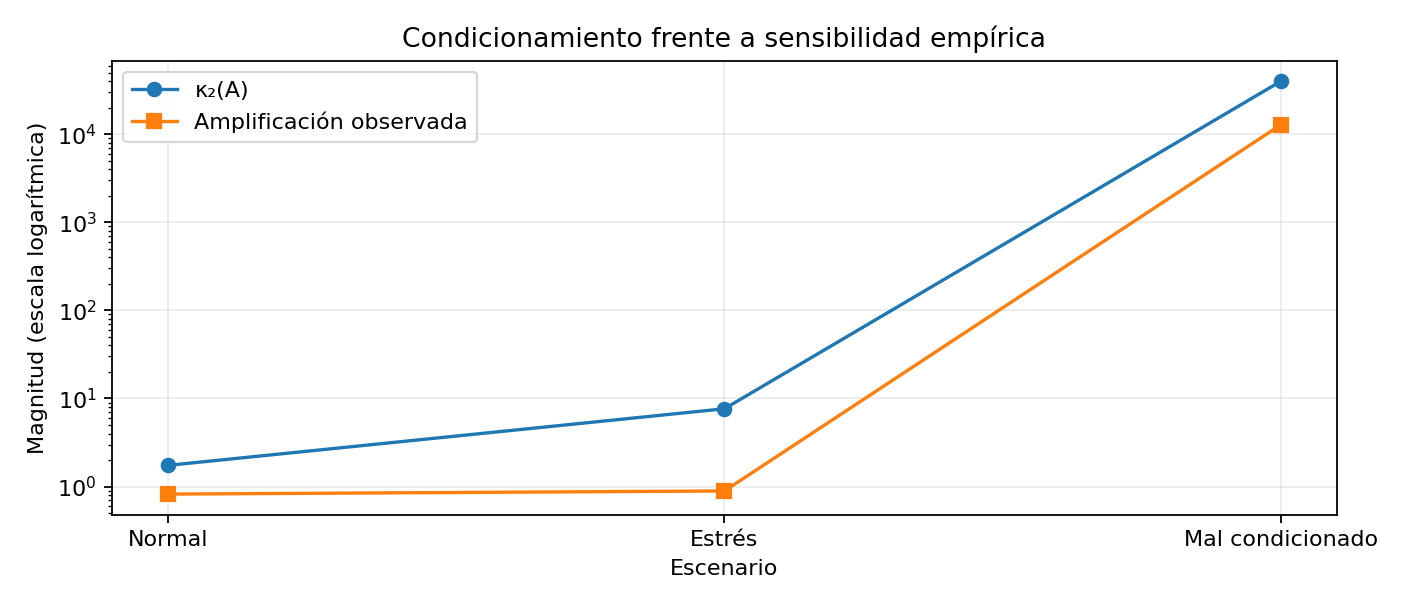 Condicionamiento frente a sensibilidad empírica
κ₂(A)
Amplificación observada
Magnitud (escala logarítmica)
10⁴
10³
10²
10¹
10⁰
Normal
Estrés
Mal condicionado
Escenario